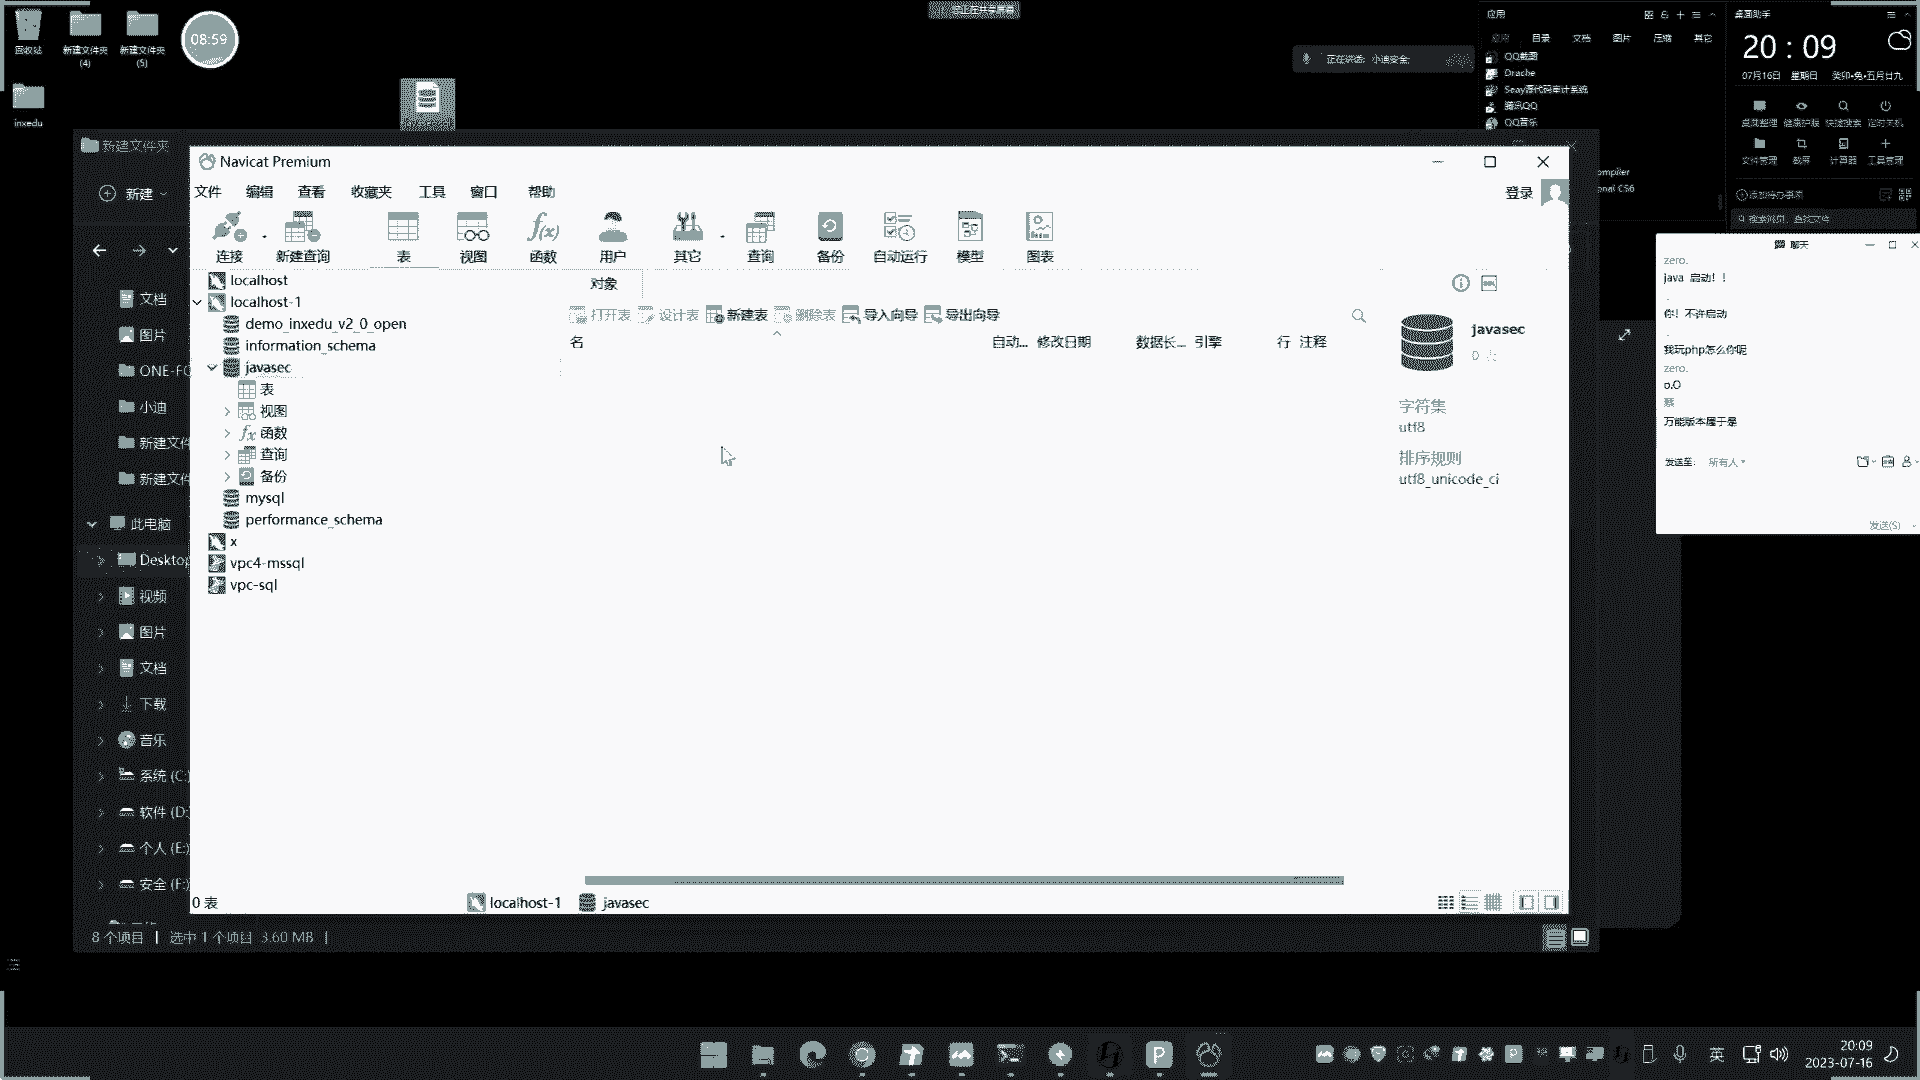 回收站
新建文件夹
(4)
新建文件夹
(5)
08:59
inxedu
正在讲话: 小迪安全;
应用
目录
文档
图片
压缩
其它
QQ截图
Drache
Seay源代码审计系统
腾讯QQ
QQ音乐
ompiler
onal CS6
桌面助手
20:09
07月16日 星期日 癸卯·兔·五月廿九
计算器
工具管理
新建文件夹
新建
Navicat Premium
文件
编辑
查看
收藏夹
工具
窗口
帮助
登录
连接
新建查询
表
视图
函数
用户
其它
查询
备份
自动运行
模型
图表
localhost
localhost-1
demo_inxedu_v2_0_open
information_schema
javasec
表
视图
函数
查询
备份
mysql
performance_schema
x
vpc4-mssql
vpc-sql
对象
打开表
设计表
新建表
删除表
导入向导
导出向导
名
自动...
修改日期
数据长...
引擎
行
注释
javasec
字符集
utf8
排序规则
utf8_unicode_ci
0 表
localhost-1
javasec
文档
图片
ONE-FO
小迪
新建文件
新建文件
此电脑
Desktop
视频
图片
文档
下载
音乐
系统 (C:)
软件 (D:
个人 (E:)
安全 (F:)
8 个项目
选中 1 个项目 3.60 MB
聊天
zero.
java 启动！！
你！不许启动
我玩php怎么你呢
zero.
o.O
万能版本属于是
发送至:
所有人
发送(S)
英
20:09
2023-07-16